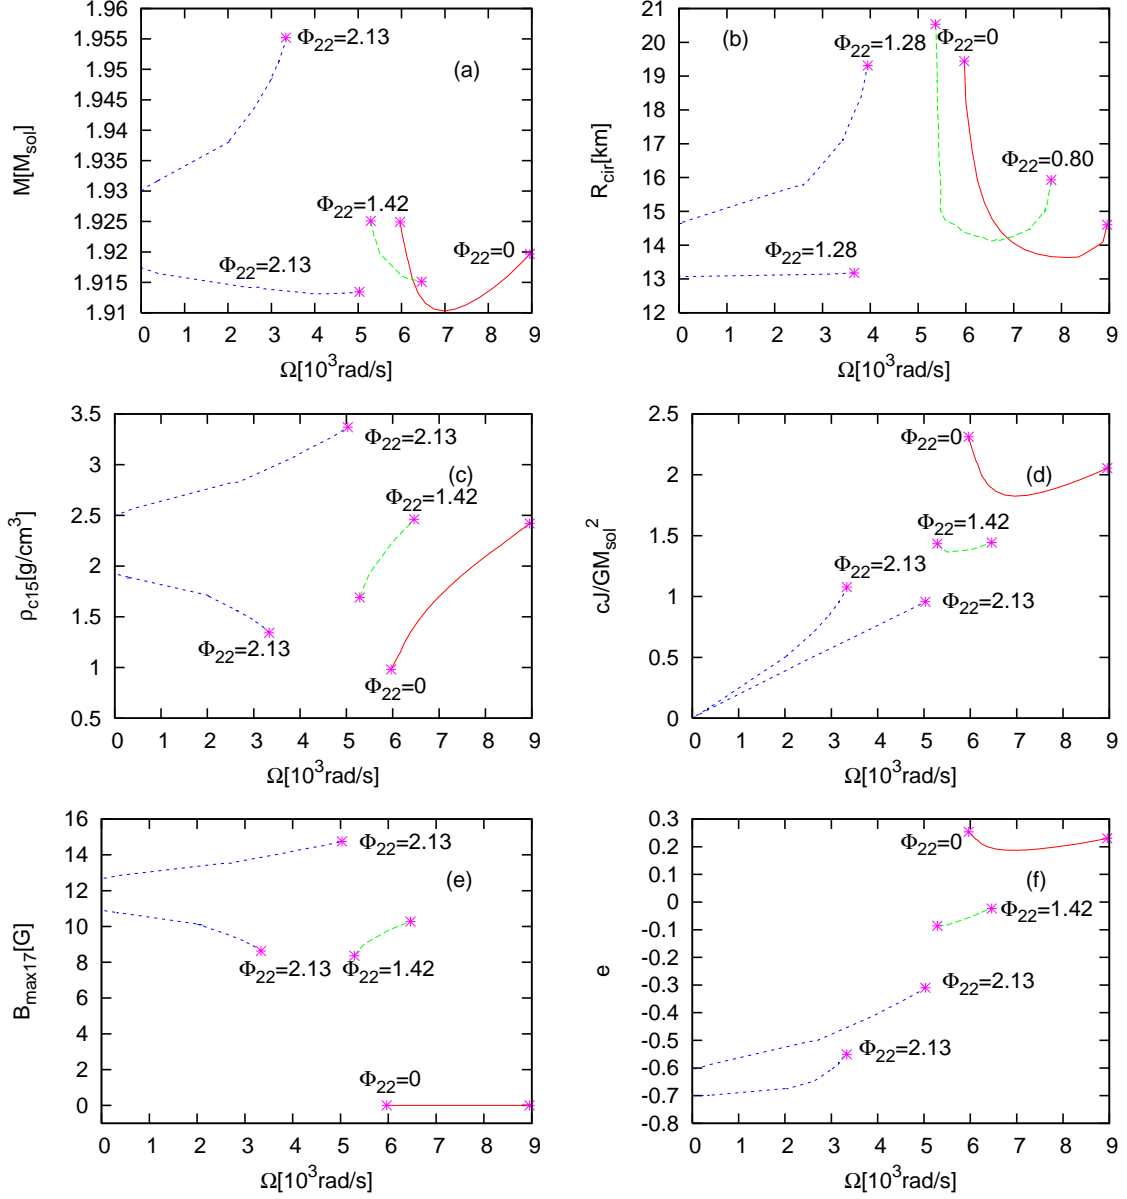 1.96
1.955
1.95
1.945
1.94
1.935
1.93
1.925
1.92
1.915
1.91
M[M_sol]
Φ22=2.13
(a)
Φ22=1.42
Φ22=0
Φ22=2.13
0 1 2 3 4 5 6 7 8 9
Ω[10^3rad/s]
21
20
19
18
17
16
15
14
13
12
R_cir[km]
(b)
Φ22=1.28
Φ22=0
Φ22=0.80
Φ22=1.28
0 1 2 3 4 5 6 7 8 9
Ω[10^3rad/s]
3.5
3
2.5
2
1.5
1
0.5
ρ_c15[g/cm^3]
Φ22=2.13
(c)
Φ22=1.42
Φ22=2.13
Φ22=0
0 1 2 3 4 5 6 7 8 9
Ω[10^3rad/s]
2.5
2
1.5
1
0.5
0
cJ/GM_sol^2
Φ22=0
(d)
Φ22=1.42
Φ22=2.13
Φ22=2.13
0 1 2 3 4 5 6 7 8 9
Ω[10^3rad/s]
16
14
12
10
8
6
4
2
0
B_max17[G]
Φ22=2.13
(e)
Φ22=2.13
Φ22=1.42
Φ22=0
0 1 2 3 4 5 6 7 8 9
Ω[10^3rad/s]
0.3
0.2
0.1
0
-0.1
-0.2
-0.3
-0.4
-0.5
-0.6
-0.7
-0.8
e
Φ22=0
(f)
Φ22=1.42
Φ22=2.13
Φ22=2.13
0 1 2 3 4 5 6 7 8 9
Ω[10^3rad/s]